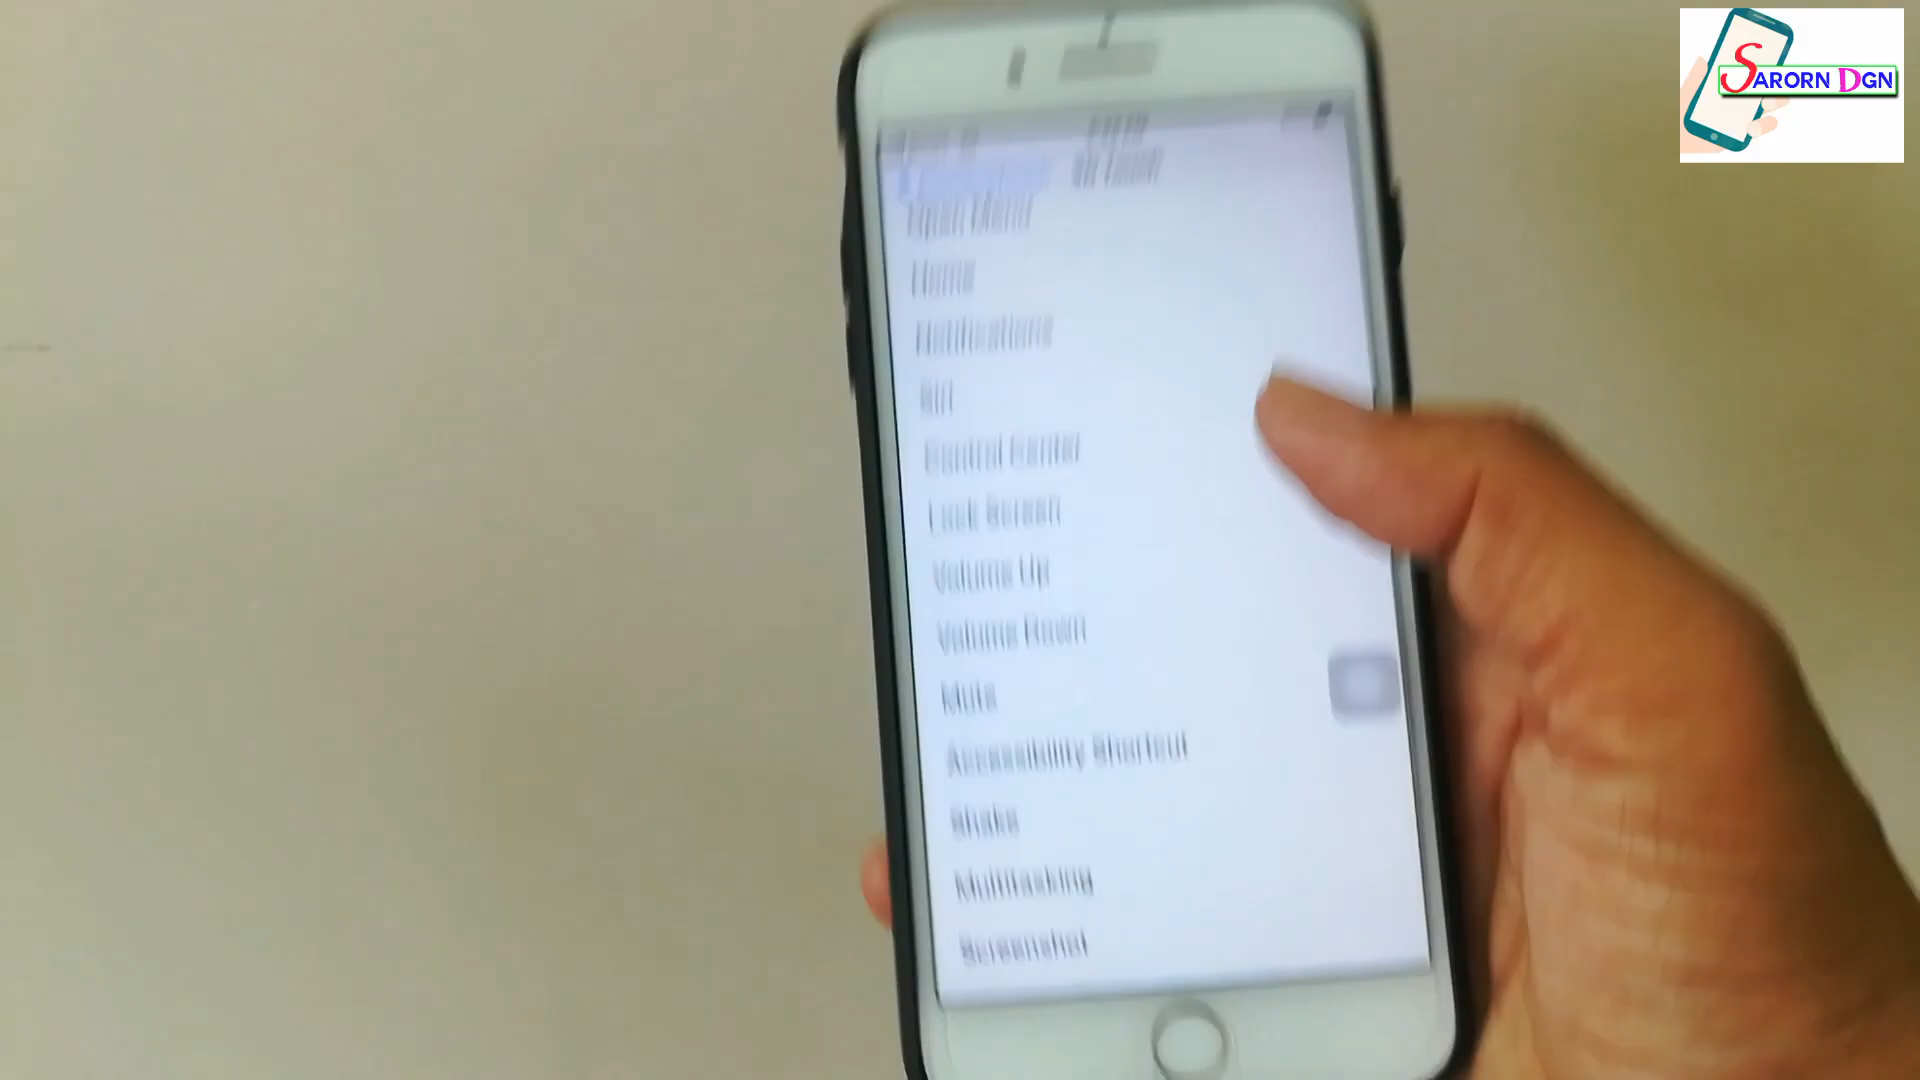 SARORN DGN
Open Menu
Home
Notifications
Siri
Control Center
Lock Screen
Volume Up
Volume Down
Mute
Accessibility Shortcut
Shake
Multitasking
Screenshot